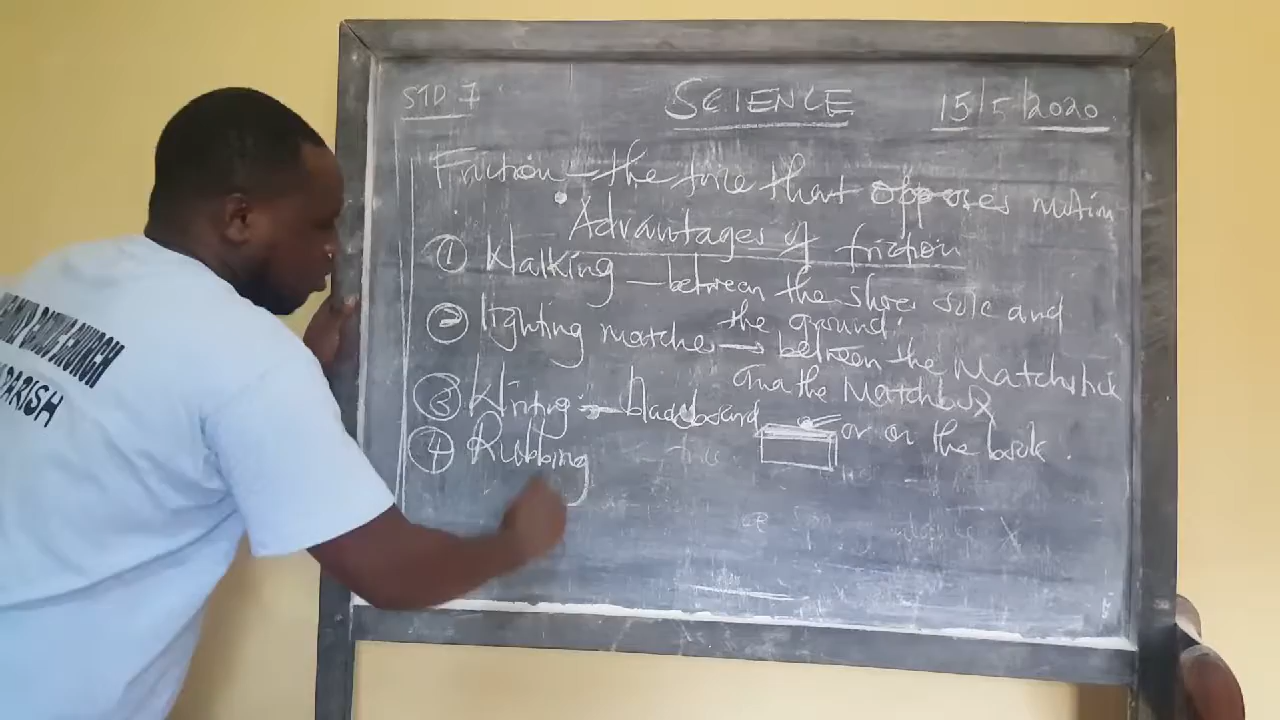 STD 7 SCIENCE 15/5/2020
Friction - the force that opposes motion
Advantages of friction
① Walking - between the shoe sole and
the ground.
② Lighting matches → between the Matchstick
and the Matchbox
③ Writing - blackboard or on the book.
④ Rubbing
CHURCH
PARISH